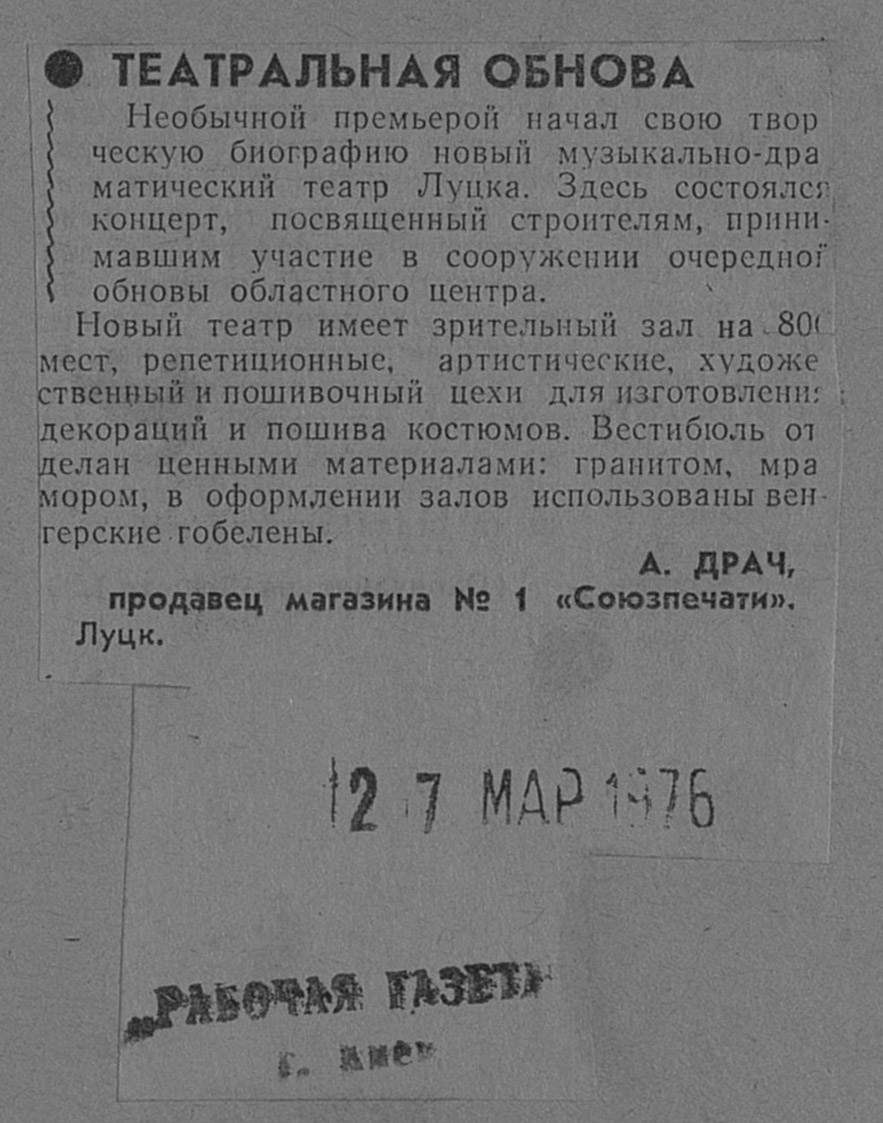 ● ТЕАТРАЛЬНАЯ ОБНОВА
Необычной премьерой начал свою твор
ческую биографию новый музыкально-дра
матический театр Луцка. Здесь состоялся
концерт, посвященный строителям, прини-
мавшим участие в сооружении очередной
обновы областного центра.
Новый театр имеет зрительный зал на 800
мест, репетиционные, артистические, художе
ственный и пошивочный цехи для изготовления
декораций и пошива костюмов. Вестибюль от
делан ценными материалами: гранитом, мра
мором, в оформлении залов использованы вен-
герские гобелены.
А. ДРАЧ,
продавец магазина № 1 «Союзпечати».
Луцк.
2 7 МАР 1976
„РАБОЧАЯ ГАЗЕТА
г. Киев